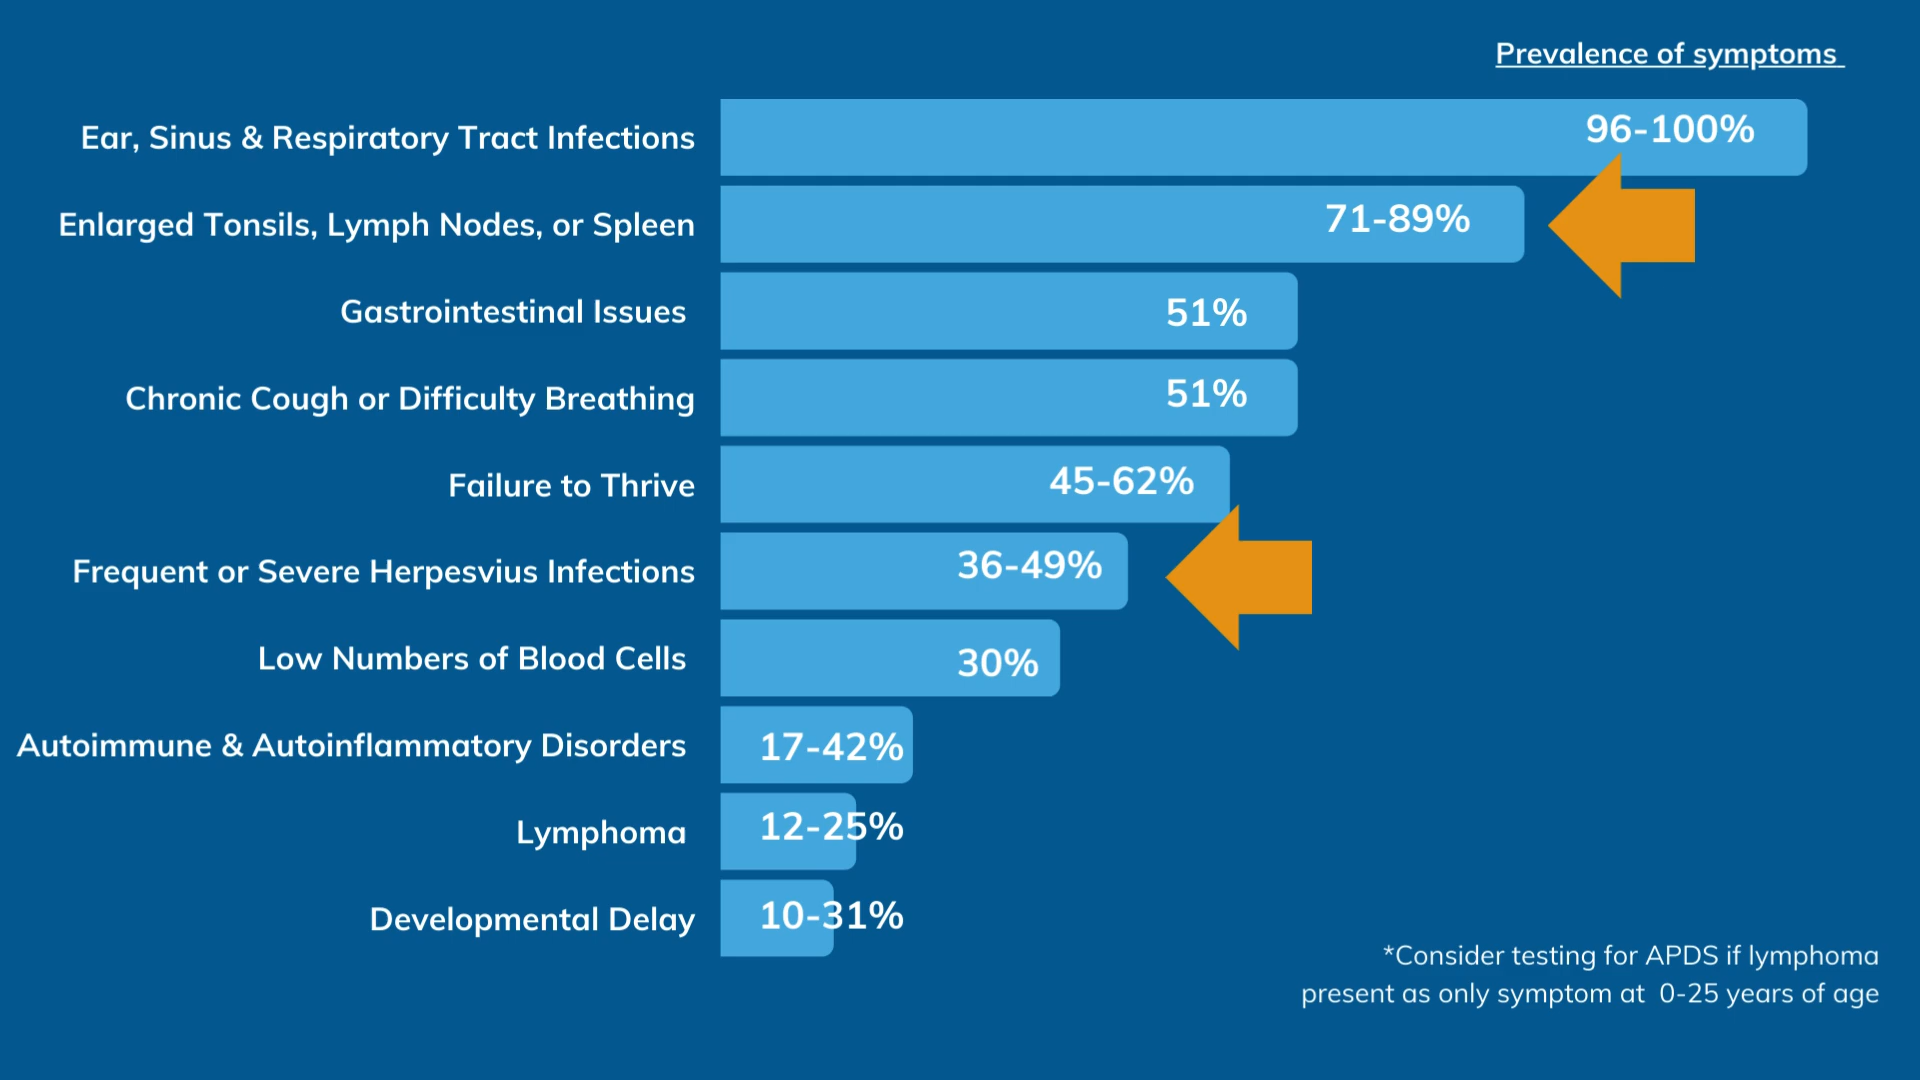 Prevalence of symptoms
Ear, Sinus & Respiratory Tract Infections
96-100%
Enlarged Tonsils, Lymph Nodes, or Spleen
71-89%
Gastrointestinal Issues
51%
Chronic Cough or Difficulty Breathing
51%
Failure to Thrive
45-62%
Frequent or Severe Herpesvius Infections
36-49%
Low Numbers of Blood Cells
30%
Autoimmune & Autoinflammatory Disorders
17-42%
Lymphoma
12-25%
Developmental Delay
10-31%
*Consider testing for APDS if lymphoma
present as only symptom at 0-25 years of age